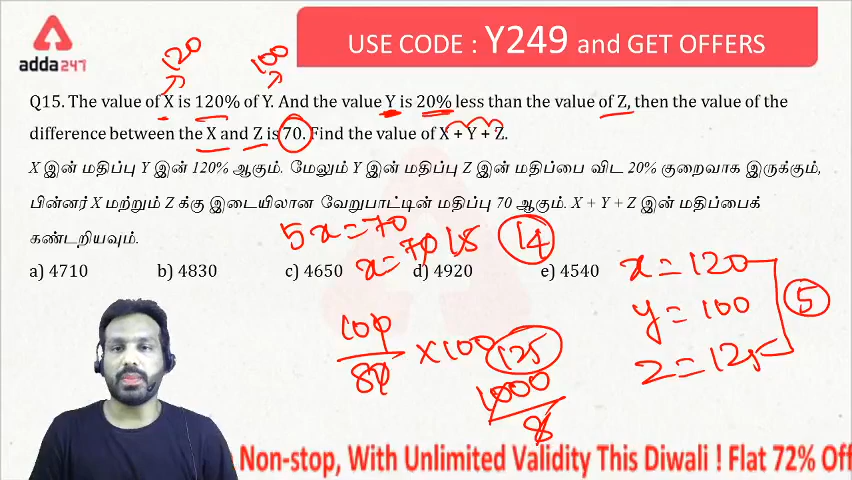 USE CODE : Y249 and GET OFFERS
adda247
120
100
Q15. The value of X is 120% of Y. And the value Y is 20% less than the value of Z, then the value of the
difference between the X and Z is 70. Find the value of X + Y + Z.
X இன் மதிப்பு Y இன் 120% ஆகும். மேலும் Y இன் மதிப்பு Z இன் மதிப்பை விட 20% குறைவாக இருக்கும்,
பின்னர் X மற்றும் Z க்கு இடையிலான வேறுபாட்டின் மதிப்பு 70 ஆகும். X + Y + Z இன் மதிப்பைக்
கண்டறியவும்.
5x = 70
x = 70/5
14
a) 4710 b) 4830 c) 4650 d) 4920 e) 4540
x = 120
y = 100
z = 125
5
100/80 × 100 125
1000/8
Non-stop, With Unlimited Validity This Diwali ! Flat 72% Off